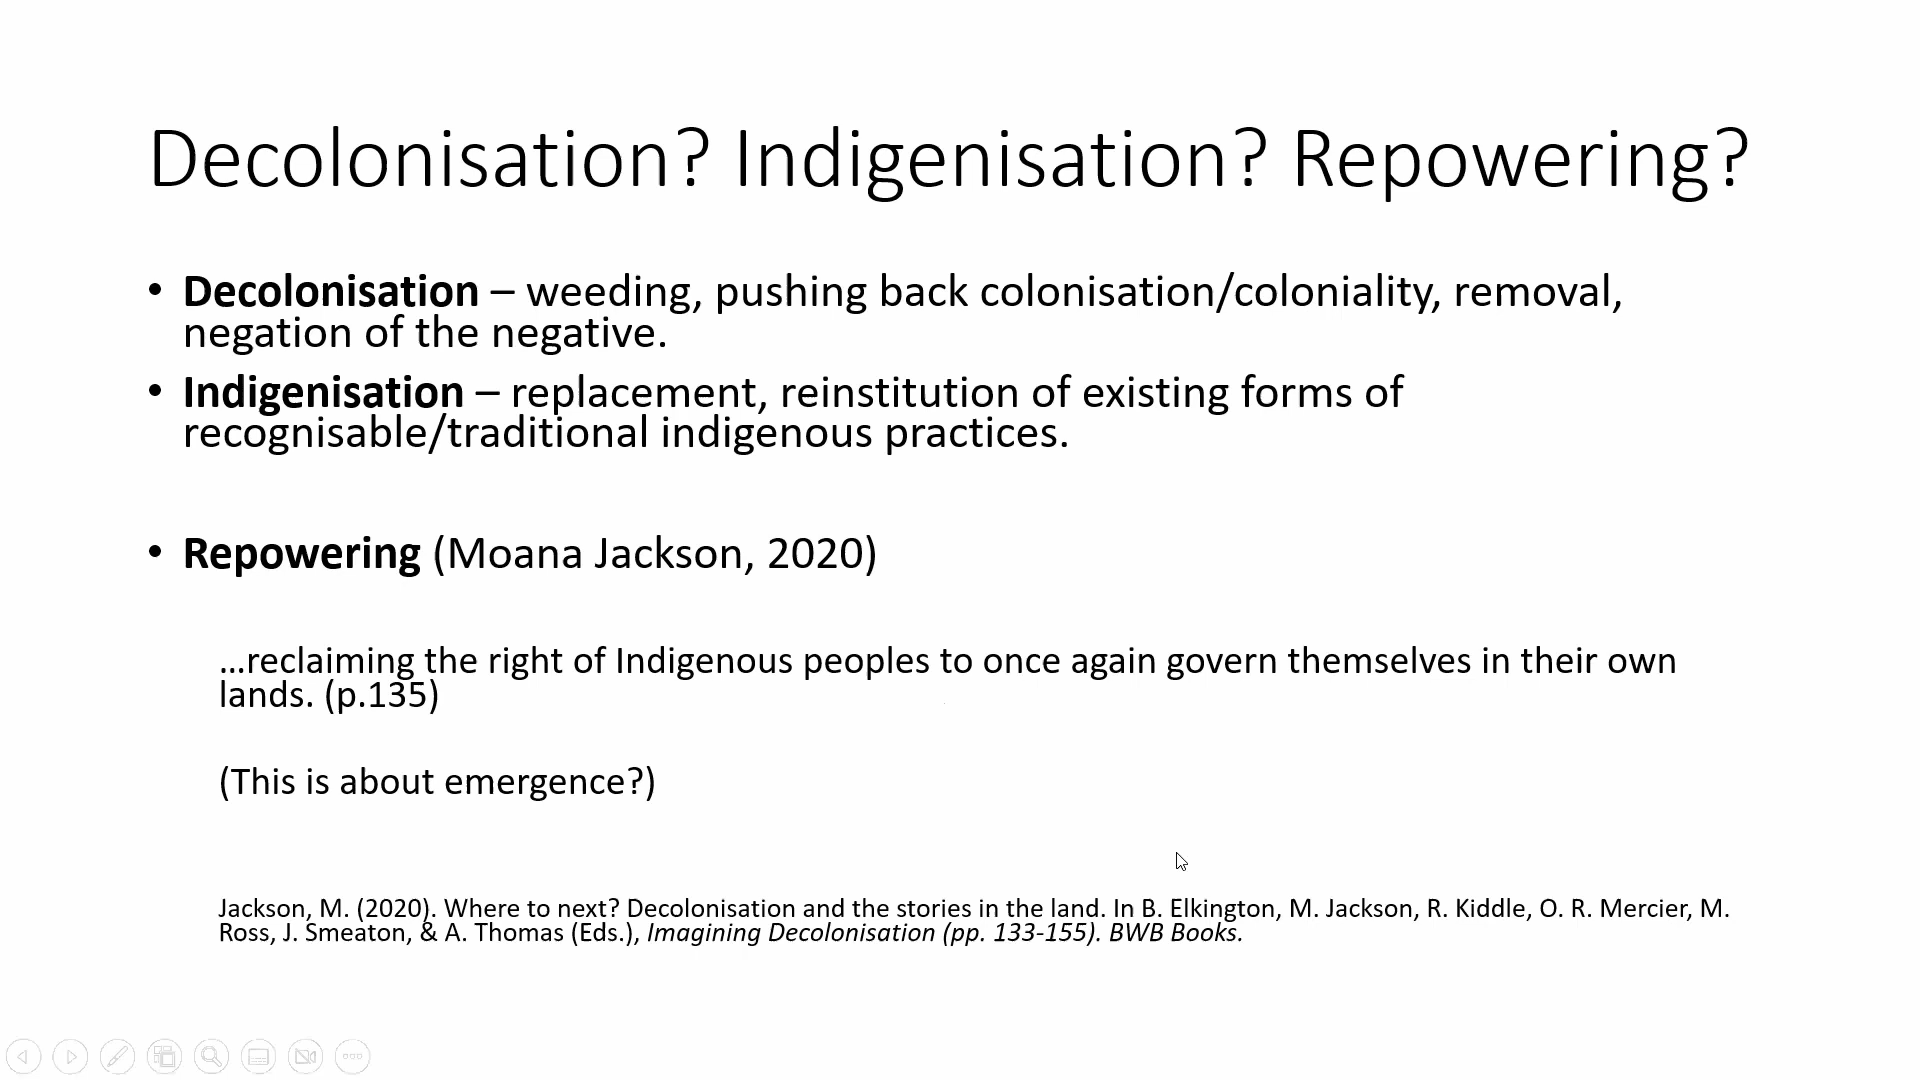 Decolonisation? Indigenisation? Repowering?
• Decolonisation – weeding, pushing back colonisation/coloniality, removal,
negation of the negative.
• Indigenisation – replacement, reinstitution of existing forms of
recognisable/traditional indigenous practices.
• Repowering (Moana Jackson, 2020)
…reclaiming the right of Indigenous peoples to once again govern themselves in their own
lands. (p.135)
(This is about emergence?)
Jackson, M. (2020). Where to next? Decolonisation and the stories in the land. In B. Elkington, M. Jackson, R. Kiddle, O. R. Mercier, M.
Ross, J. Smeaton, & A. Thomas (Eds.), Imagining Decolonisation (pp. 133-155). BWB Books.